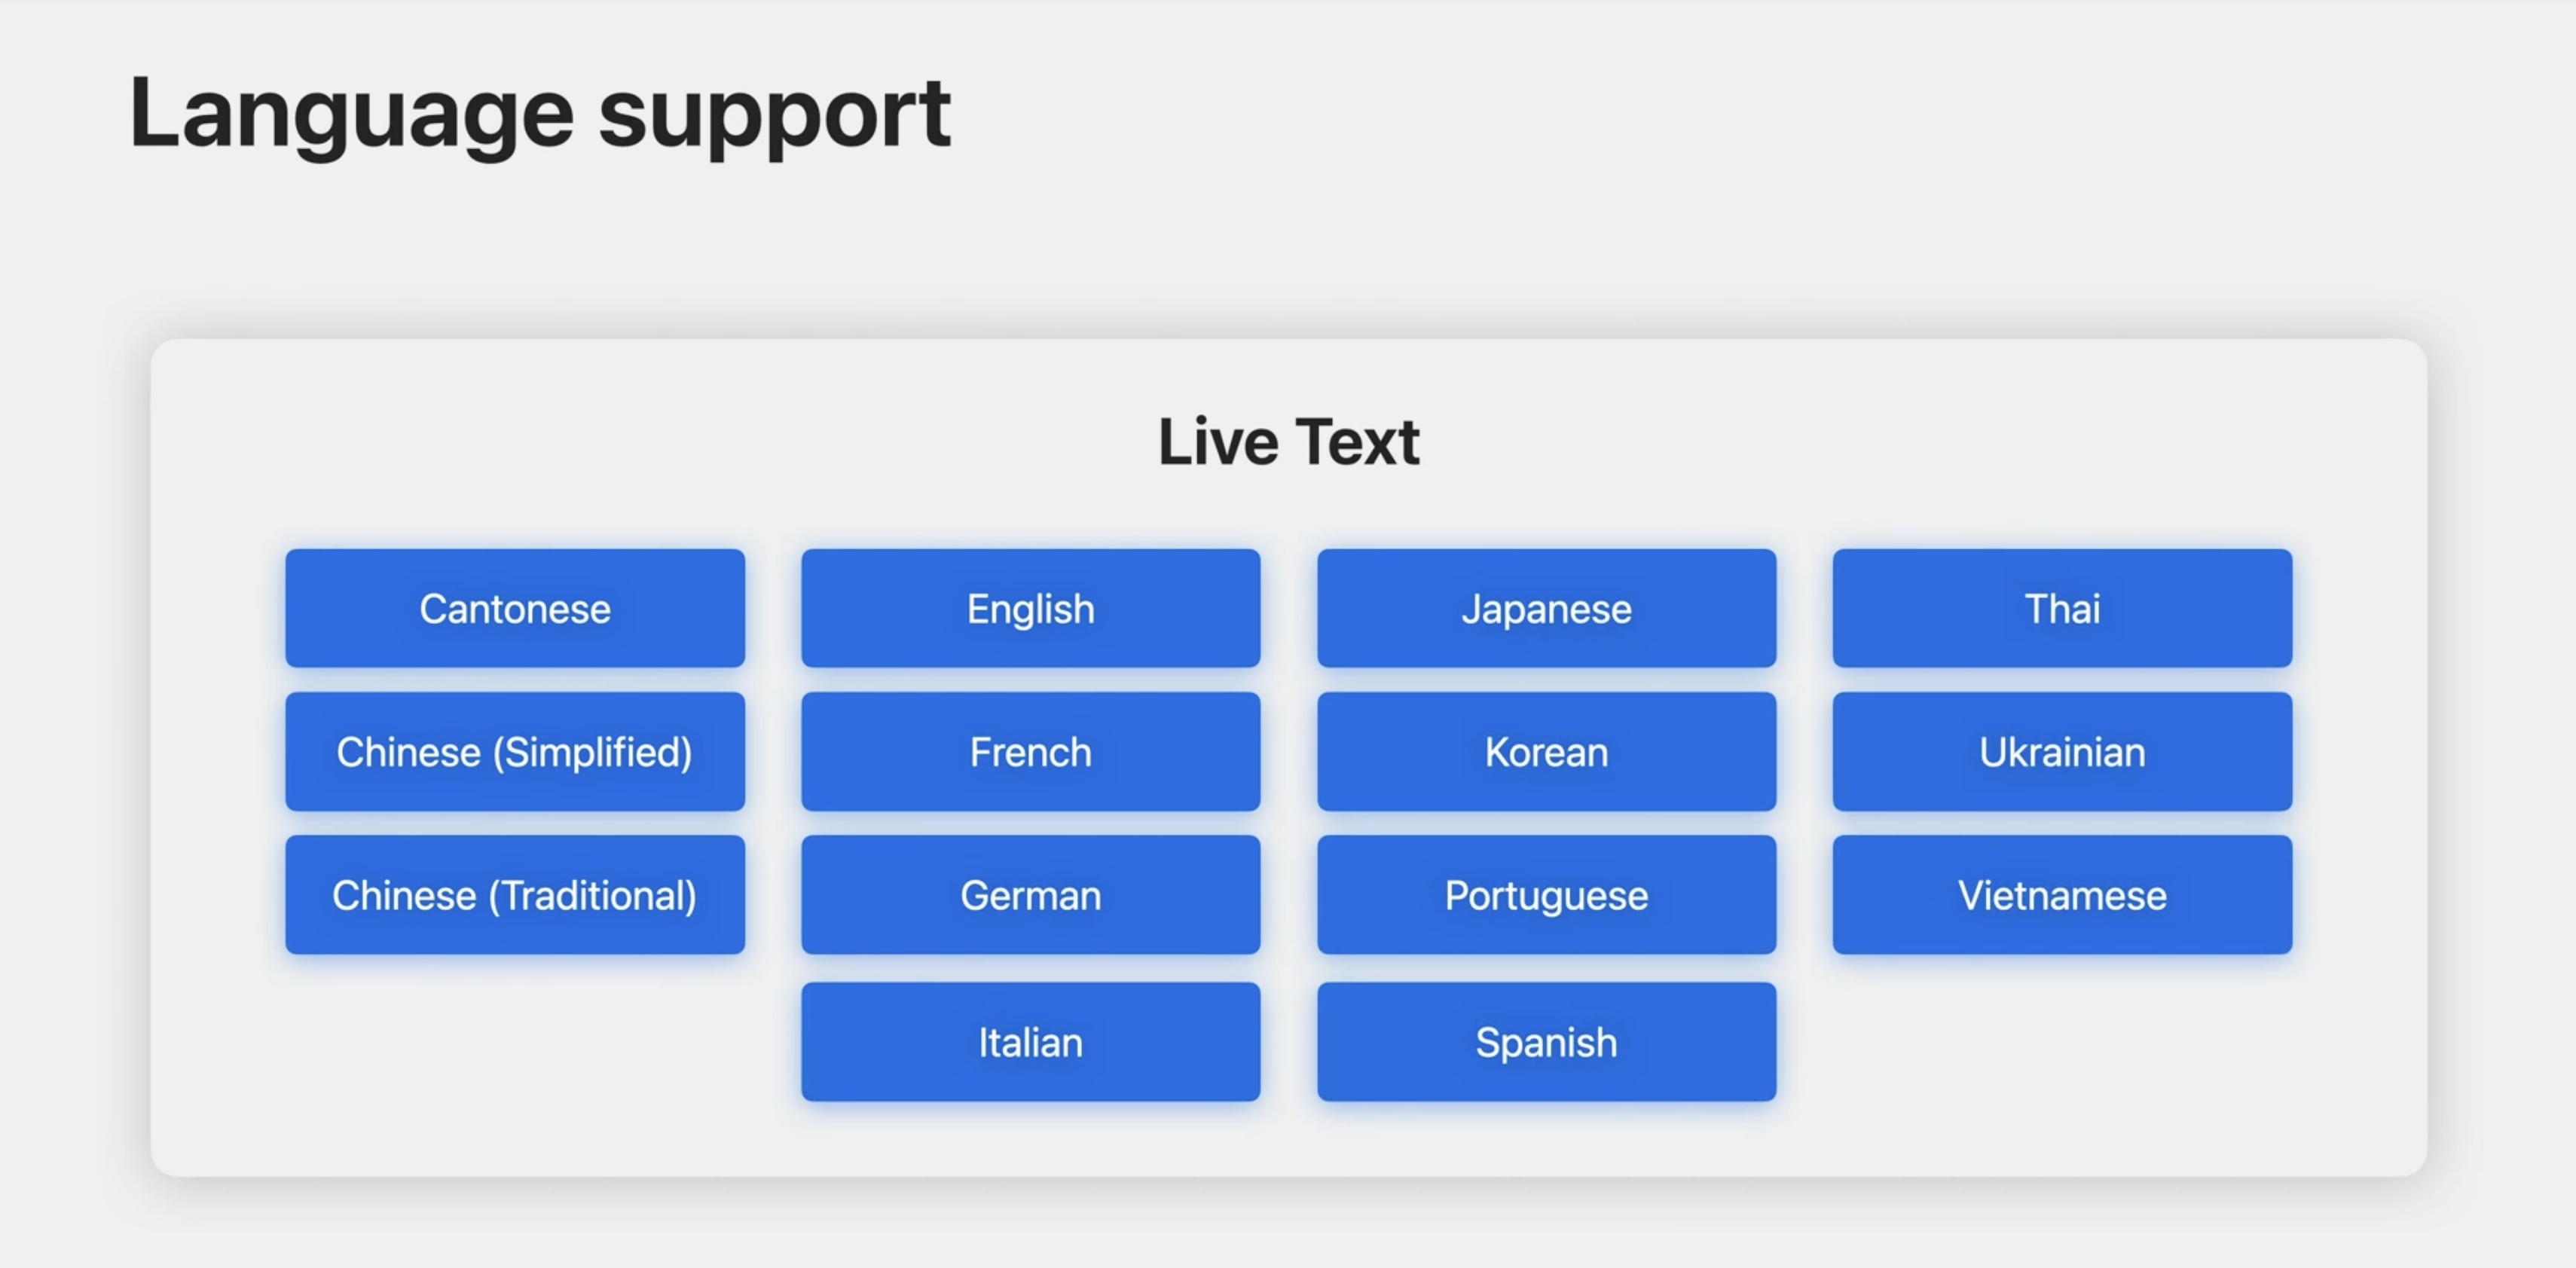 Language support
Live Text
Cantonese
English
Japanese
Thai
Chinese (Simplified)
French
Korean
Ukrainian
Chinese (Traditional)
German
Portuguese
Vietnamese
Italian
Spanish